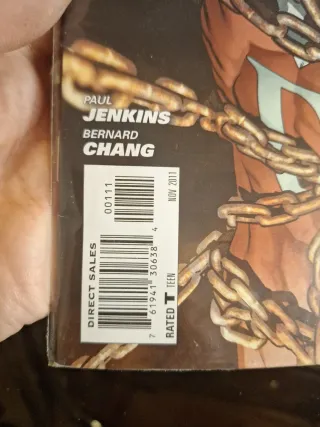 PAUL
JENKINS
BERNARD
CHANG
DIRECT SALES
00111
7 61941 30638 4
RATED T TEEN
NOV 2011